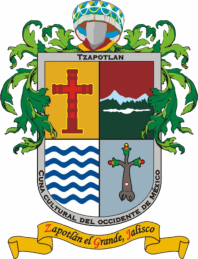 TZAPOTLAN
CUNA CULTURAL DEL OCCIDENTE DE MÉXICO
Zapotlán el Grande, Jalisco